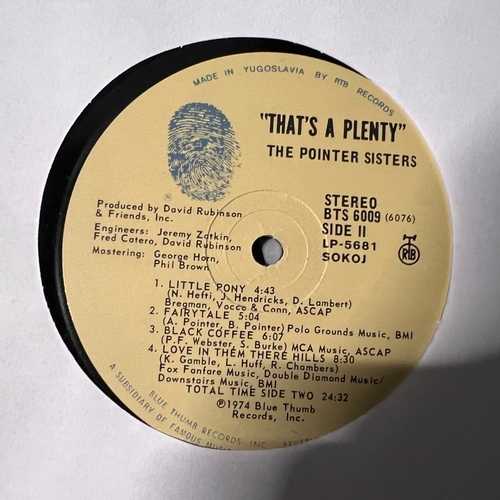 MADE IN YUGOSLAVIA BY RTB RECORDS
"THAT'S A PLENTY"
THE POINTER SISTERS
STEREO
BTS 6009 (6076)
SIDE II
LP-5681
SOKOJ
RTB
Produced by David Rubinson
& Friends, Inc.
Engineers: Jeremy Zatkin,
Fred Catero, David Rubinson
Mastering: George Horn,
Phil Brown
1. LITTLE PONY 4:43
(N. Hefti, J. Hendricks, D. Lambert)
Bregman, Vocco & Conn, ASCAP
2. FAIRYTALE 5:04
(A. Pointer, B. Pointer) Polo Grounds Music, BMI
3. BLACK COFFEE 6:07
(P.F. Webster, S. Burke) MCA Music, ASCAP
4. LOVE IN THEM THERE HILLS 8:30
(K. Gamble, L. Huff, R. Chambers)
Fox Fanfare Music, Double Diamond Music/
Downstairs Music, BMI
TOTAL TIME SIDE TWO 24:32
℗1974 Blue Thumb
Records, Inc.
BLUE THUMB RECORDS INC.
A SUBSIDIARY OF FAMOUS MUSIC